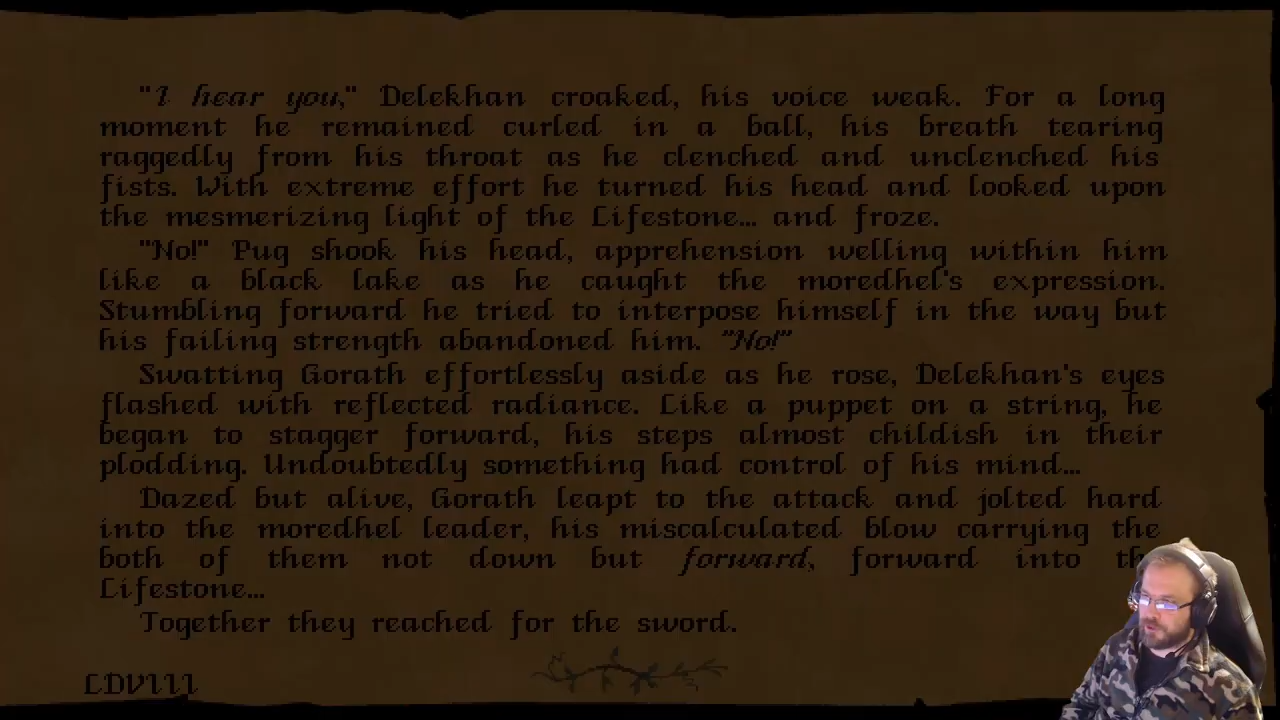 "I hear you," Delekhan croaked, his voice weak. For a long
moment he remained curled in a ball, his breath tearing
raggedly from his throat as he clenched and unclenched his
fists. With extreme effort he turned his head and looked upon
the mesmerizing light of the Lifestone... and froze.
"No!" Pug shook his head, apprehension welling within him
like a black lake as he caught the moredhel's expression.
Stumbling forward he tried to interpose himself in the way but
his failing strength abandoned him. "No!"
Swatting Gorath effortlessly aside as he rose, Delekhan's eyes
flashed with reflected radiance. Like a puppet on a string, he
began to stagger forward, his steps almost childish in their
plodding. Undoubtedly something had control of his mind...
Dazed but alive, Gorath leapt to the attack and jolted hard
into the moredhel leader, his miscalculated blow carrying the
both of them not down but forward, forward into the
Lifestone...
Together they reached for the sword.
LDVIII